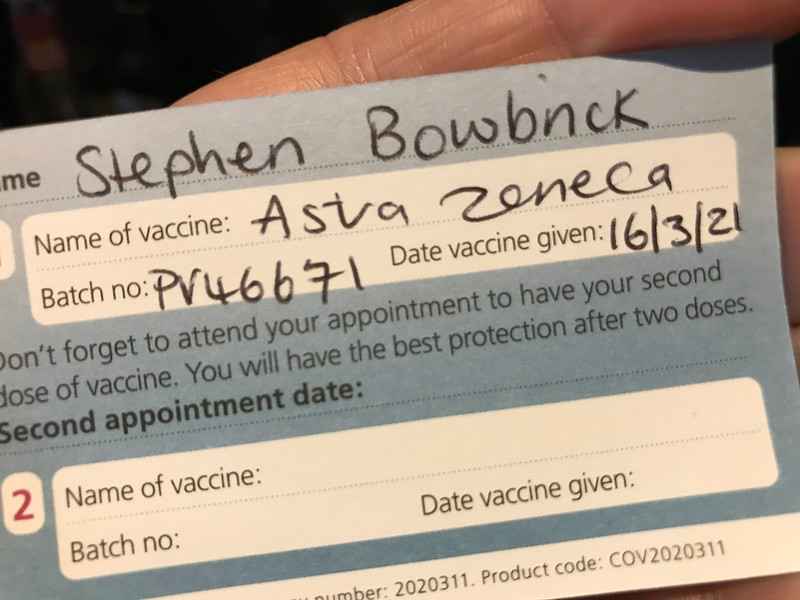 me Stephen Bowbrick
Name of vaccine: Astra Zeneca
Batch no: PV46671 Date vaccine given: 16/3/21
Don't forget to attend your appointment to have your second
dose of vaccine. You will have the best protection after two doses.
Second appointment date:
2 Name of vaccine:
Batch no: Date vaccine given:
number: 2020311. Product code: COV2020311